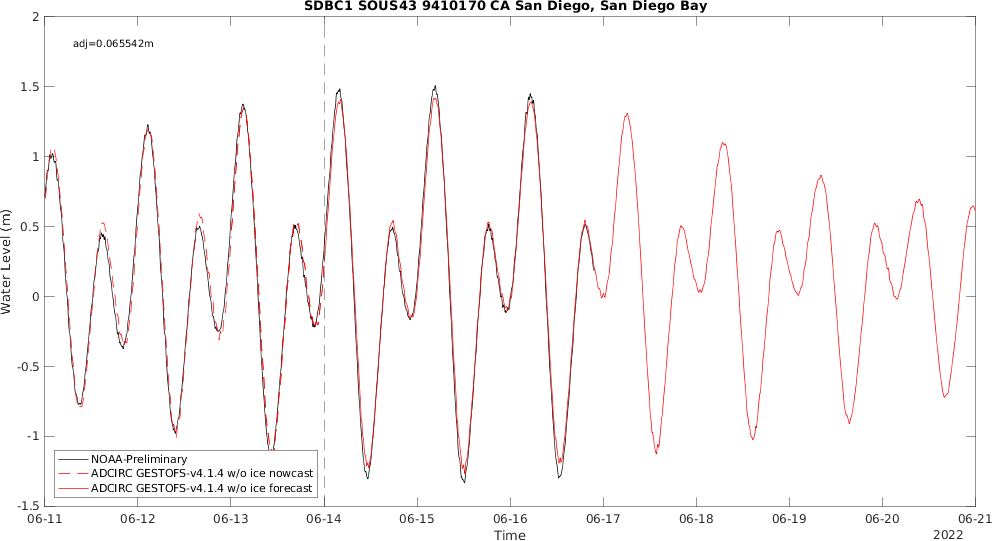 SDBC1 SOUS43 9410170 CA San Diego, San Diego Bay
2
adj=0.065542m
1.5
1
0.5
0
-0.5
-1
-1.5
Water Level (m)
NOAA-Preliminary
ADCIRC GESTOFS-v4.1.4 w/o ice nowcast
ADCIRC GESTOFS-v4.1.4 w/o ice forecast
06-11 06-12 06-13 06-14 06-15 06-16 06-17 06-18 06-19 06-20 06-21
Time
2022